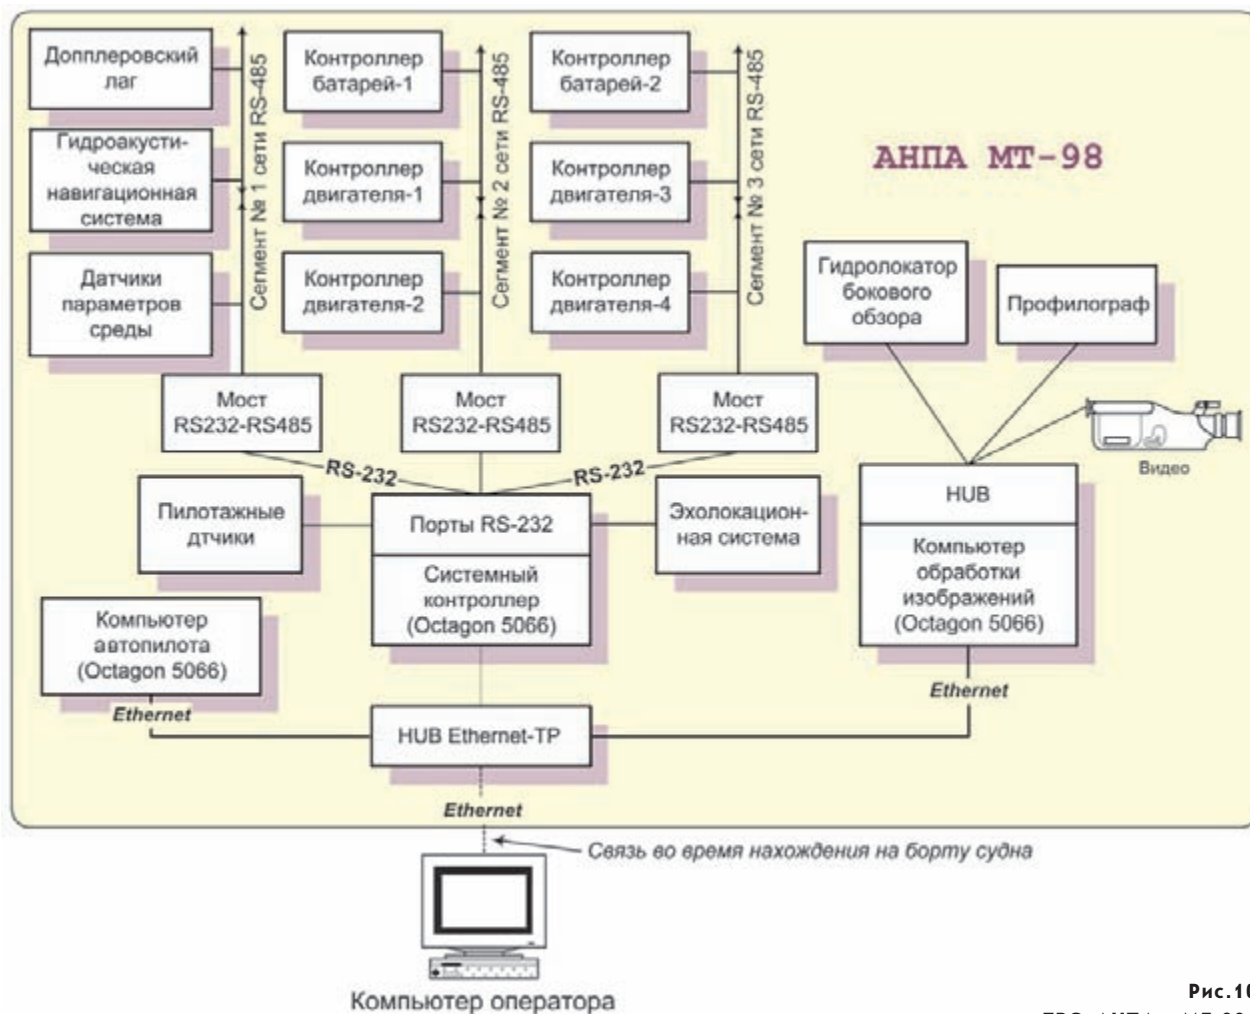 Допплеровский
лаг
Гидроакусти-
ческая
навигационная
система
Датчики
параметров
среды
Сегмент № 1 сети RS-485
Контроллер
батарей-1
Контроллер
двигателя-1
Контроллер
двигателя-2
Сегмент № 2 сети RS-485
Контроллер
батарей-2
Контроллер
двигателя-3
Контроллер
двигателя-4
Сегмент № 3 сети RS-485
АНПА МТ-98
Гидролокатор
бокового
обзора
Профилограф
Видео
Мост
RS232-RS485
Мост
RS232-RS485
Мост
RS232-RS485
RS-232
RS-232
Пилотажные
дтчики
Порты RS-232
Системный
контроллер
(Octagon 5066)
Эхолокацион-
ная система
HUB
Компьютер
обработки
изображений
(Octagon 5066)
Компьютер
автопилота
(Octagon 5066)
Ethernet
HUB Ethernet-TP
Ethernet
Ethernet
Связь во время нахождения на борту судна
Компьютер оператора
Рис.10